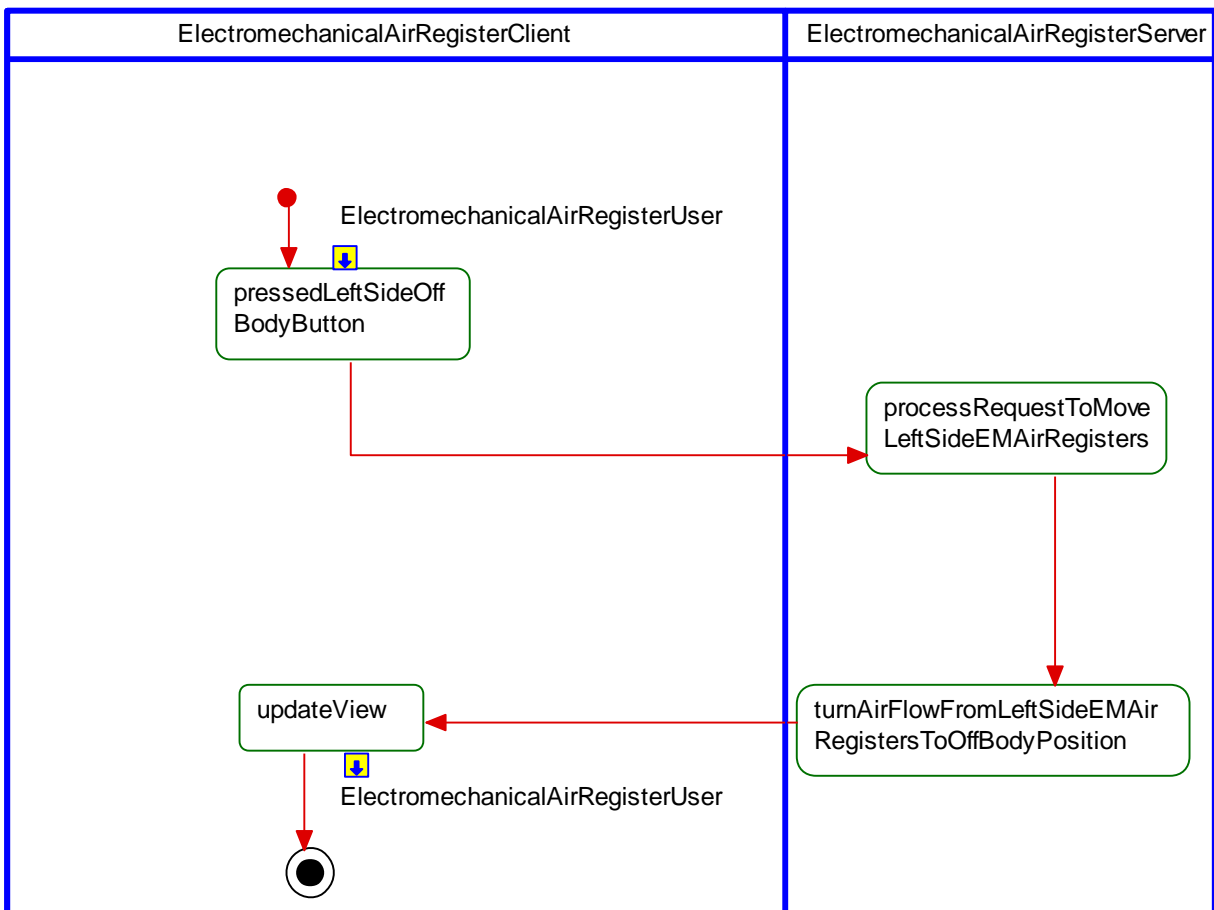 ElectromechanicalAirRegisterClient
ElectromechanicalAirRegisterServer
ElectromechanicalAirRegisterUser
pressedLeftSideOff
BodyButton
processRequestToMove
LeftSideEMAirRegisters
updateView
turnAirFlowFromLeftSideEMAir
RegistersToOffBodyPosition
ElectromechanicalAirRegisterUser